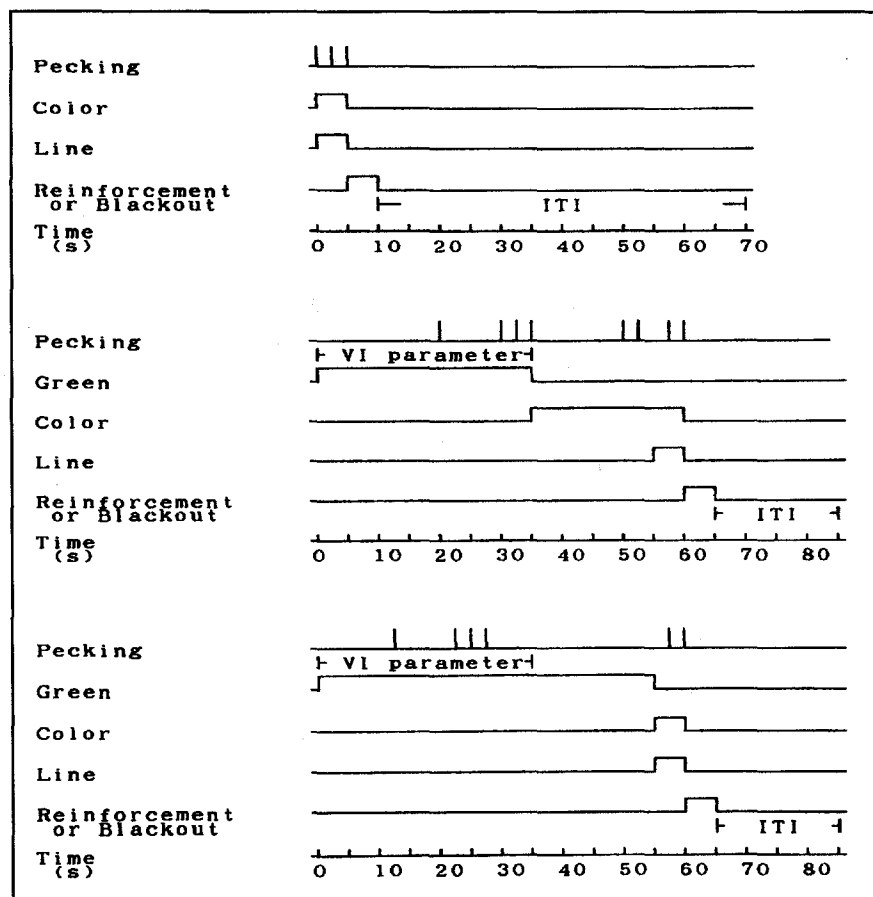 Pecking
Color
Line
Reinforcement
or Blackout
ITI
Time
(s)
0 10 20 30 40 50 60 70
Pecking
VI parameter
Green
Color
Line
Reinforcement
or Blackout
ITI
Time
(s)
0 10 20 30 40 50 60 70 80
Pecking
VI parameter
Green
Color
Line
Reinforcement
or Blackout
ITI
Time
(s)
0 10 20 30 40 50 60 70 80